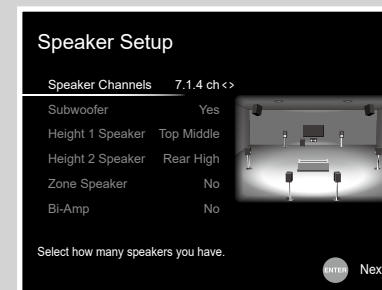 Speaker Setup
Speaker Channels 7.1.4 ch <>
Subwoofer Yes
Height 1 Speaker Top Middle
Height 2 Speaker Rear High
Zone Speaker No
Bi-Amp No
Select how many speakers you have.
ENTER Nex